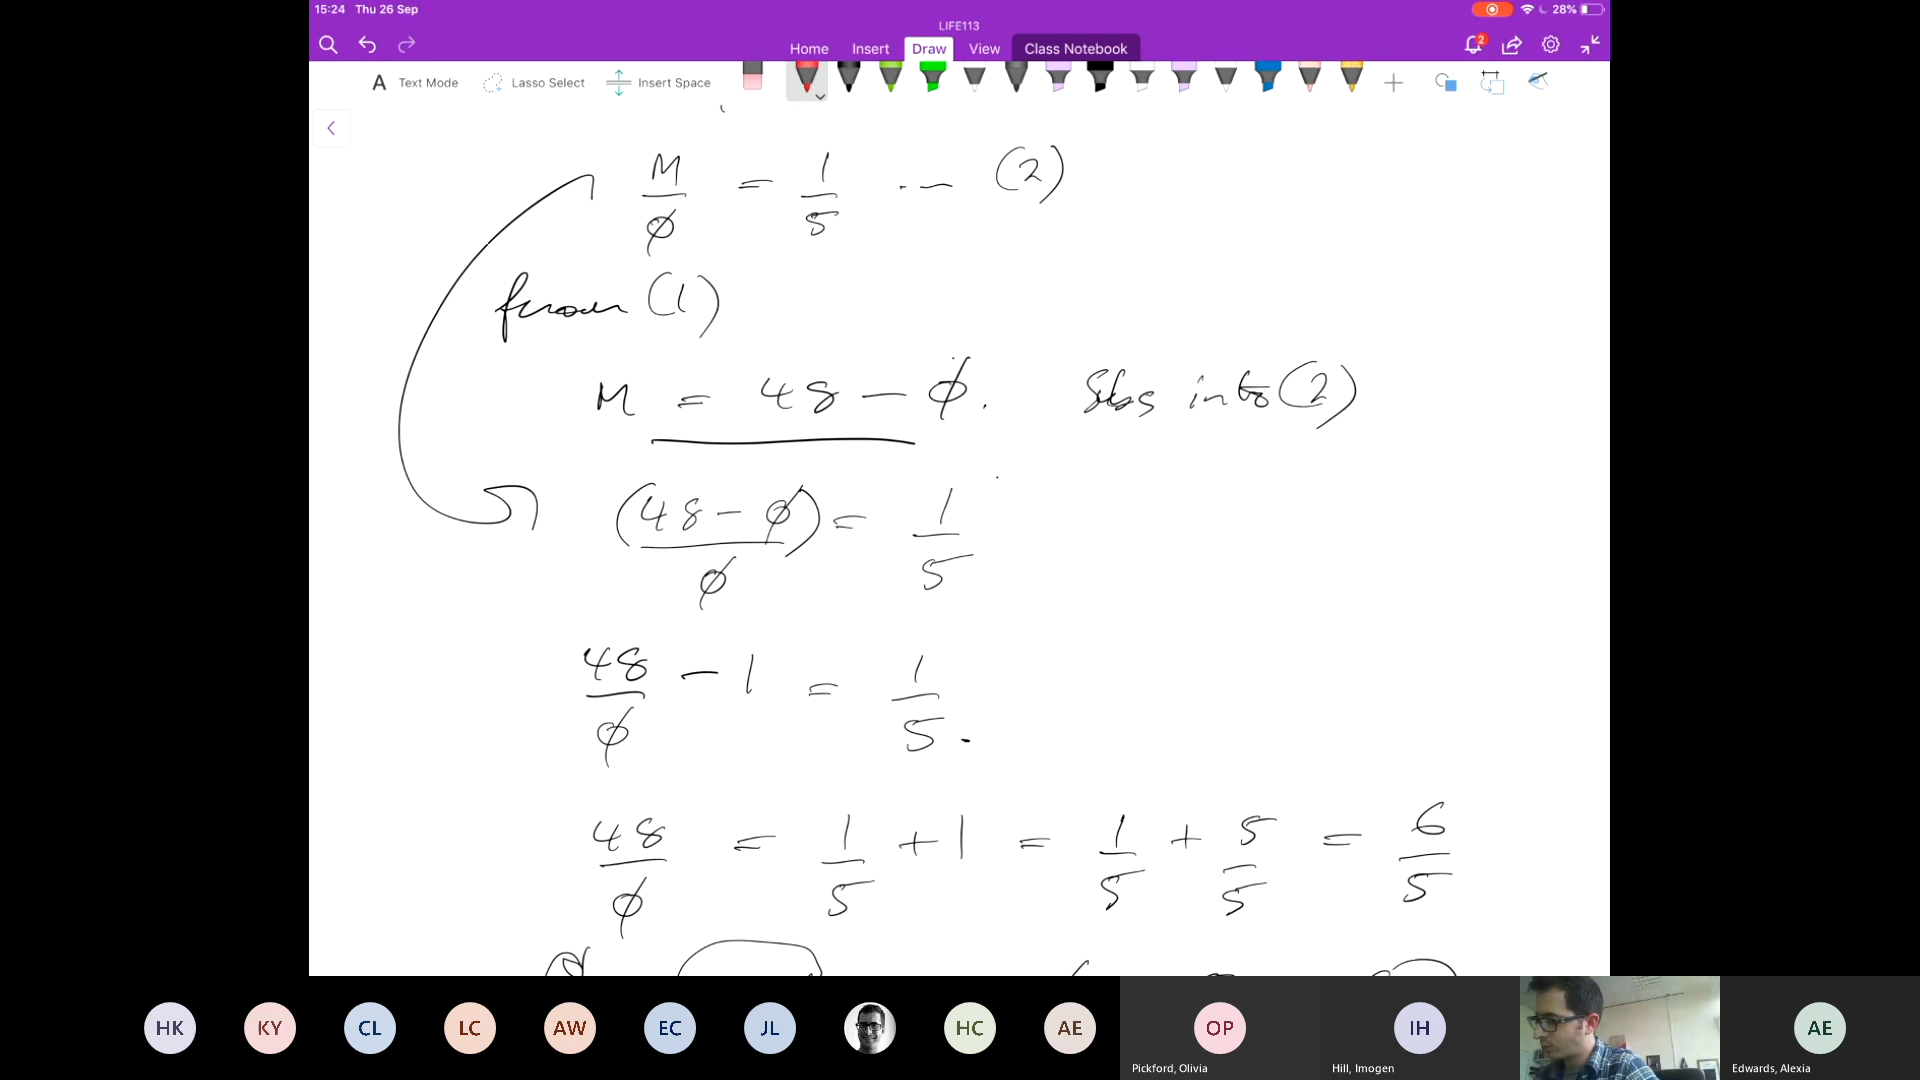 15:24 Thu 26 Sep
28%
LIFE113
Home Insert Draw View Class Notebook
2
A Text Mode Lasso Select Insert Space
M/ϕ = 1/5 ... (2)
from (1)
M = 48 − ϕ. Subs into (2)
(48 − ϕ)/ϕ = 1/5
48/ϕ − 1 = 1/5.
48/ϕ = 1/5 + 1 = 1/5 + 5/5 = 6/5
HK KY CL LC AW EC JL HC AE OP IH AE
Pickford, Olivia Hill, Imogen Edwards, Alexia